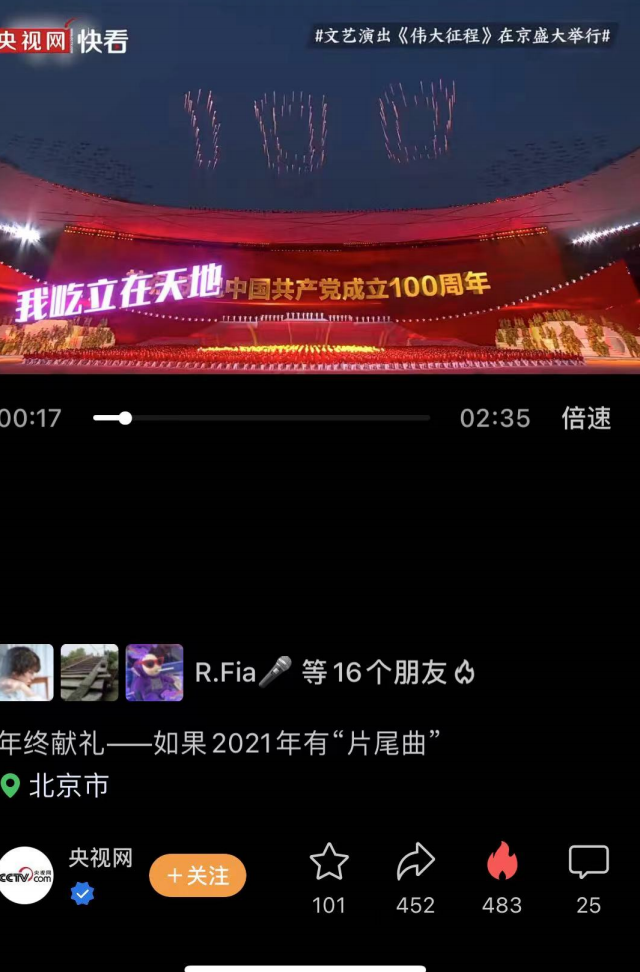 央视网 快看
#文艺演出《伟大征程》在京盛大举行#
100
我屹立在天地
中国共产党成立100周年
00:17
02:35
倍速
R.Fia🎤 等16个朋友
年终献礼——如果2021年有“片尾曲”
北京市
CCTV.com 央视网
央视网
+关注
101
452
483
25